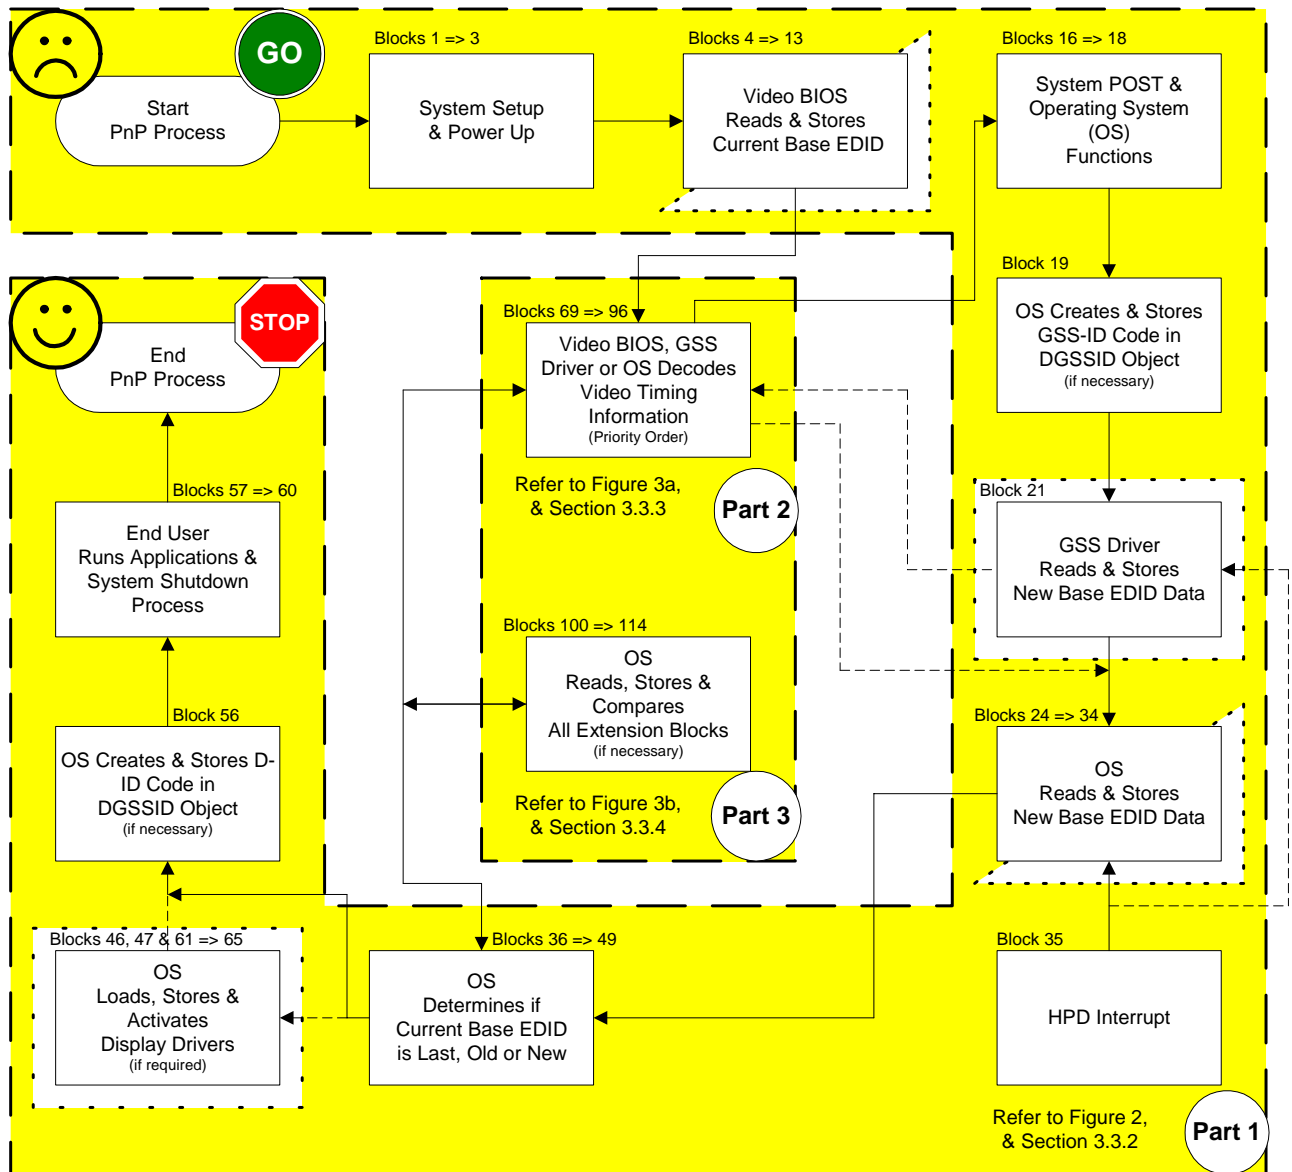 GO
Start
PnP Process
Blocks 1 => 3
System Setup
& Power Up
Blocks 4 => 13
Video BIOS
Reads & Stores
Current Base EDID
Blocks 16 => 18
System POST &
Operating System
(OS)
Functions
Block 19
OS Creates & Stores
GSS-ID Code in
DGSSID Object
(if necessary)
STOP
End
PnP Process
Blocks 69 => 96
Video BIOS, GSS
Driver or OS Decodes
Video Timing
Information
(Priority Order)
Refer to Figure 3a,
& Section 3.3.3
Part 2
Block 21
GSS Driver
Reads & Stores
New Base EDID Data
Blocks 57 => 60
End User
Runs Applications &
System Shutdown
Process
Blocks 100 => 114
OS
Reads, Stores &
Compares
All Extension Blocks
(if necessary)
Refer to Figure 3b,
& Section 3.3.4
Part 3
Blocks 24 => 34
OS
Reads & Stores
New Base EDID Data
Block 56
OS Creates & Stores D-
ID Code in
DGSSID Object
(if necessary)
Blocks 46, 47 & 61 => 65
OS
Loads, Stores &
Activates
Display Drivers
(if required)
Blocks 36 => 49
OS
Determines if
Current Base EDID
is Last, Old or New
Block 35
HPD Interrupt
Refer to Figure 2,
& Section 3.3.2
Part 1